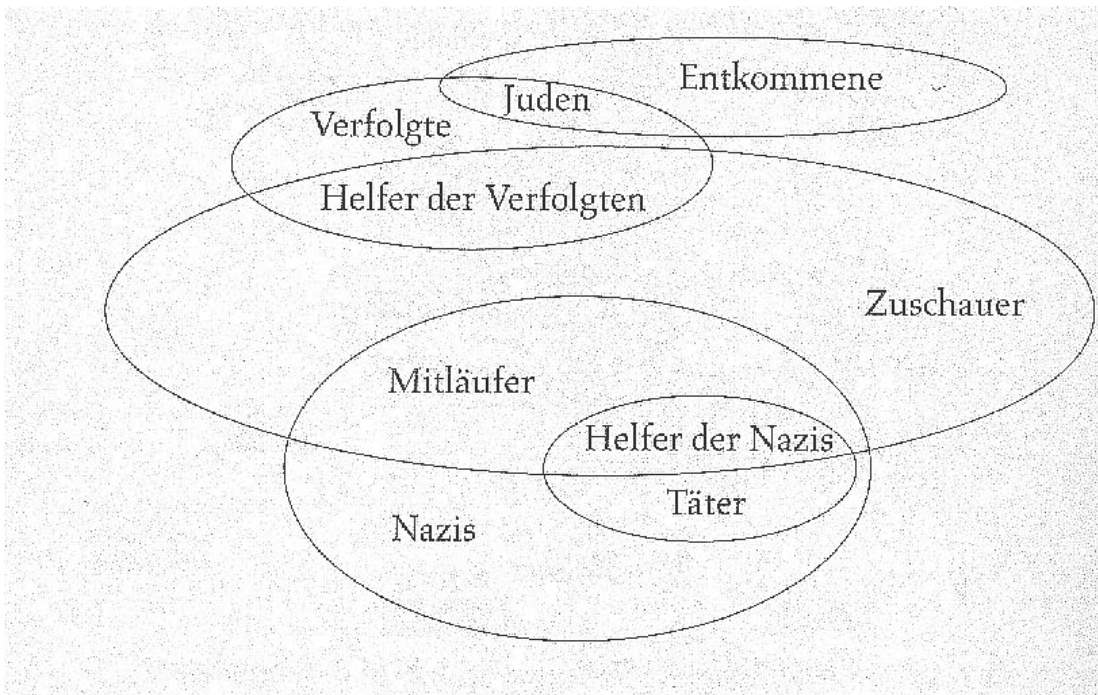 Entkommene
Juden
Verfolgte
Helfer der Verfolgten
Zuschauer
Mitläufer
Helfer der Nazis
Täter
Nazis